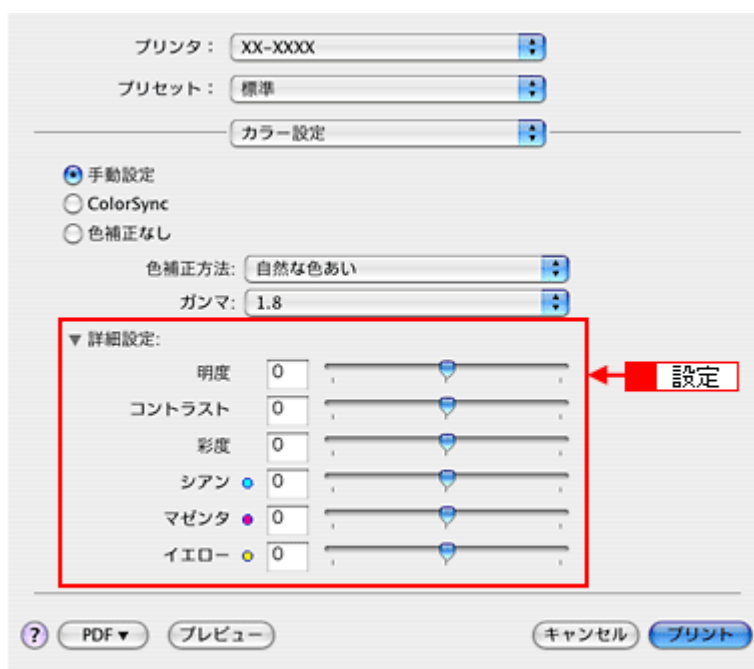 プリンタ： XX-XXXX
プリセット： 標準
カラー設定
手動設定
ColorSync
色補正なし
色補正方法: 自然な色あい
ガンマ: 1.8
▼ 詳細設定:
明度 0
設定
コントラスト 0
彩度 0
シアン 0
マゼンタ 0
イエロー 0
? PDF ▼ プレビュー キャンセル プリント